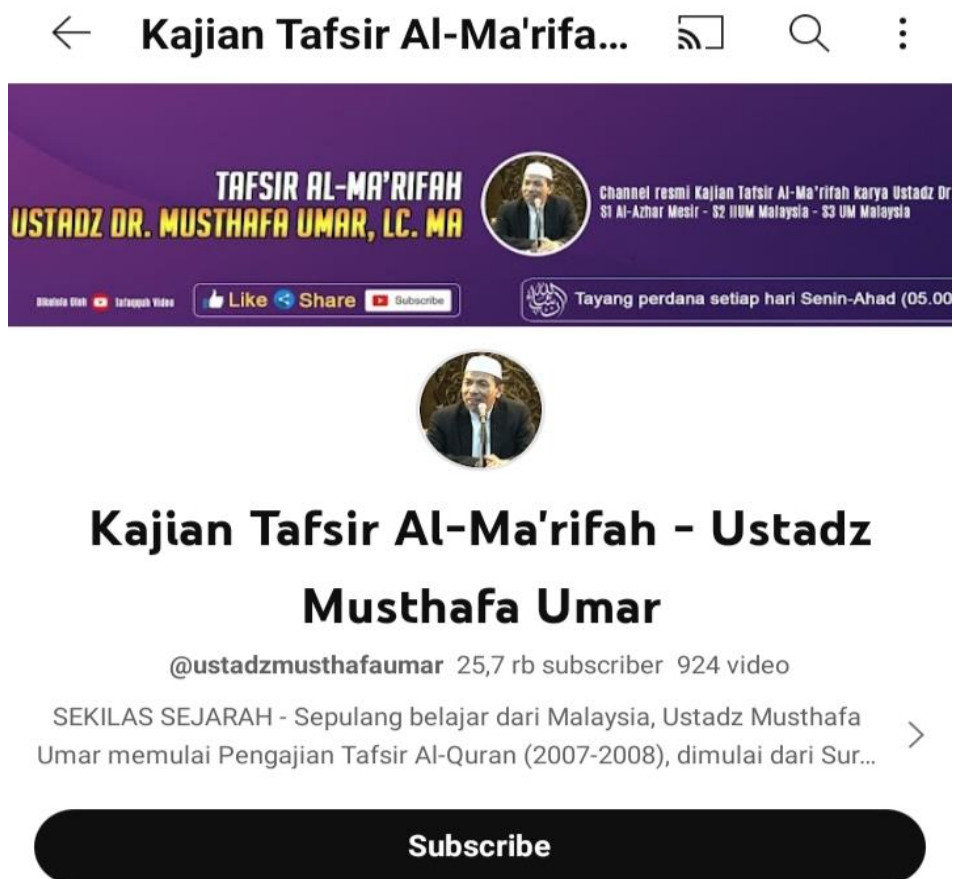 Kajian Tafsir Al-Ma'rifa...
TAFSIR AL-MA'RIFAH
USTADZ DR. MUSTHAFA UMAR, LC. MA
Channel resmi Kajian Tafsir Al-Ma'rifah karya Ustadz Dr
S1 Al-Azhar Mesir - S2 IIUM Malaysia - S3 UM Malaysia
Dikelola Oleh Tafaqquh Video
Like Share Subscribe
Tayang perdana setiap hari Senin-Ahad (05.00
Kajian Tafsir Al-Ma'rifah - Ustadz
Musthafa Umar
@ustadzmusthafaumar 25,7 rb subscriber 924 video
SEKILAS SEJARAH - Sepulang belajar dari Malaysia, Ustadz Musthafa
Umar memulai Pengajian Tafsir Al-Quran (2007-2008), dimulai dari Sur...
Subscribe